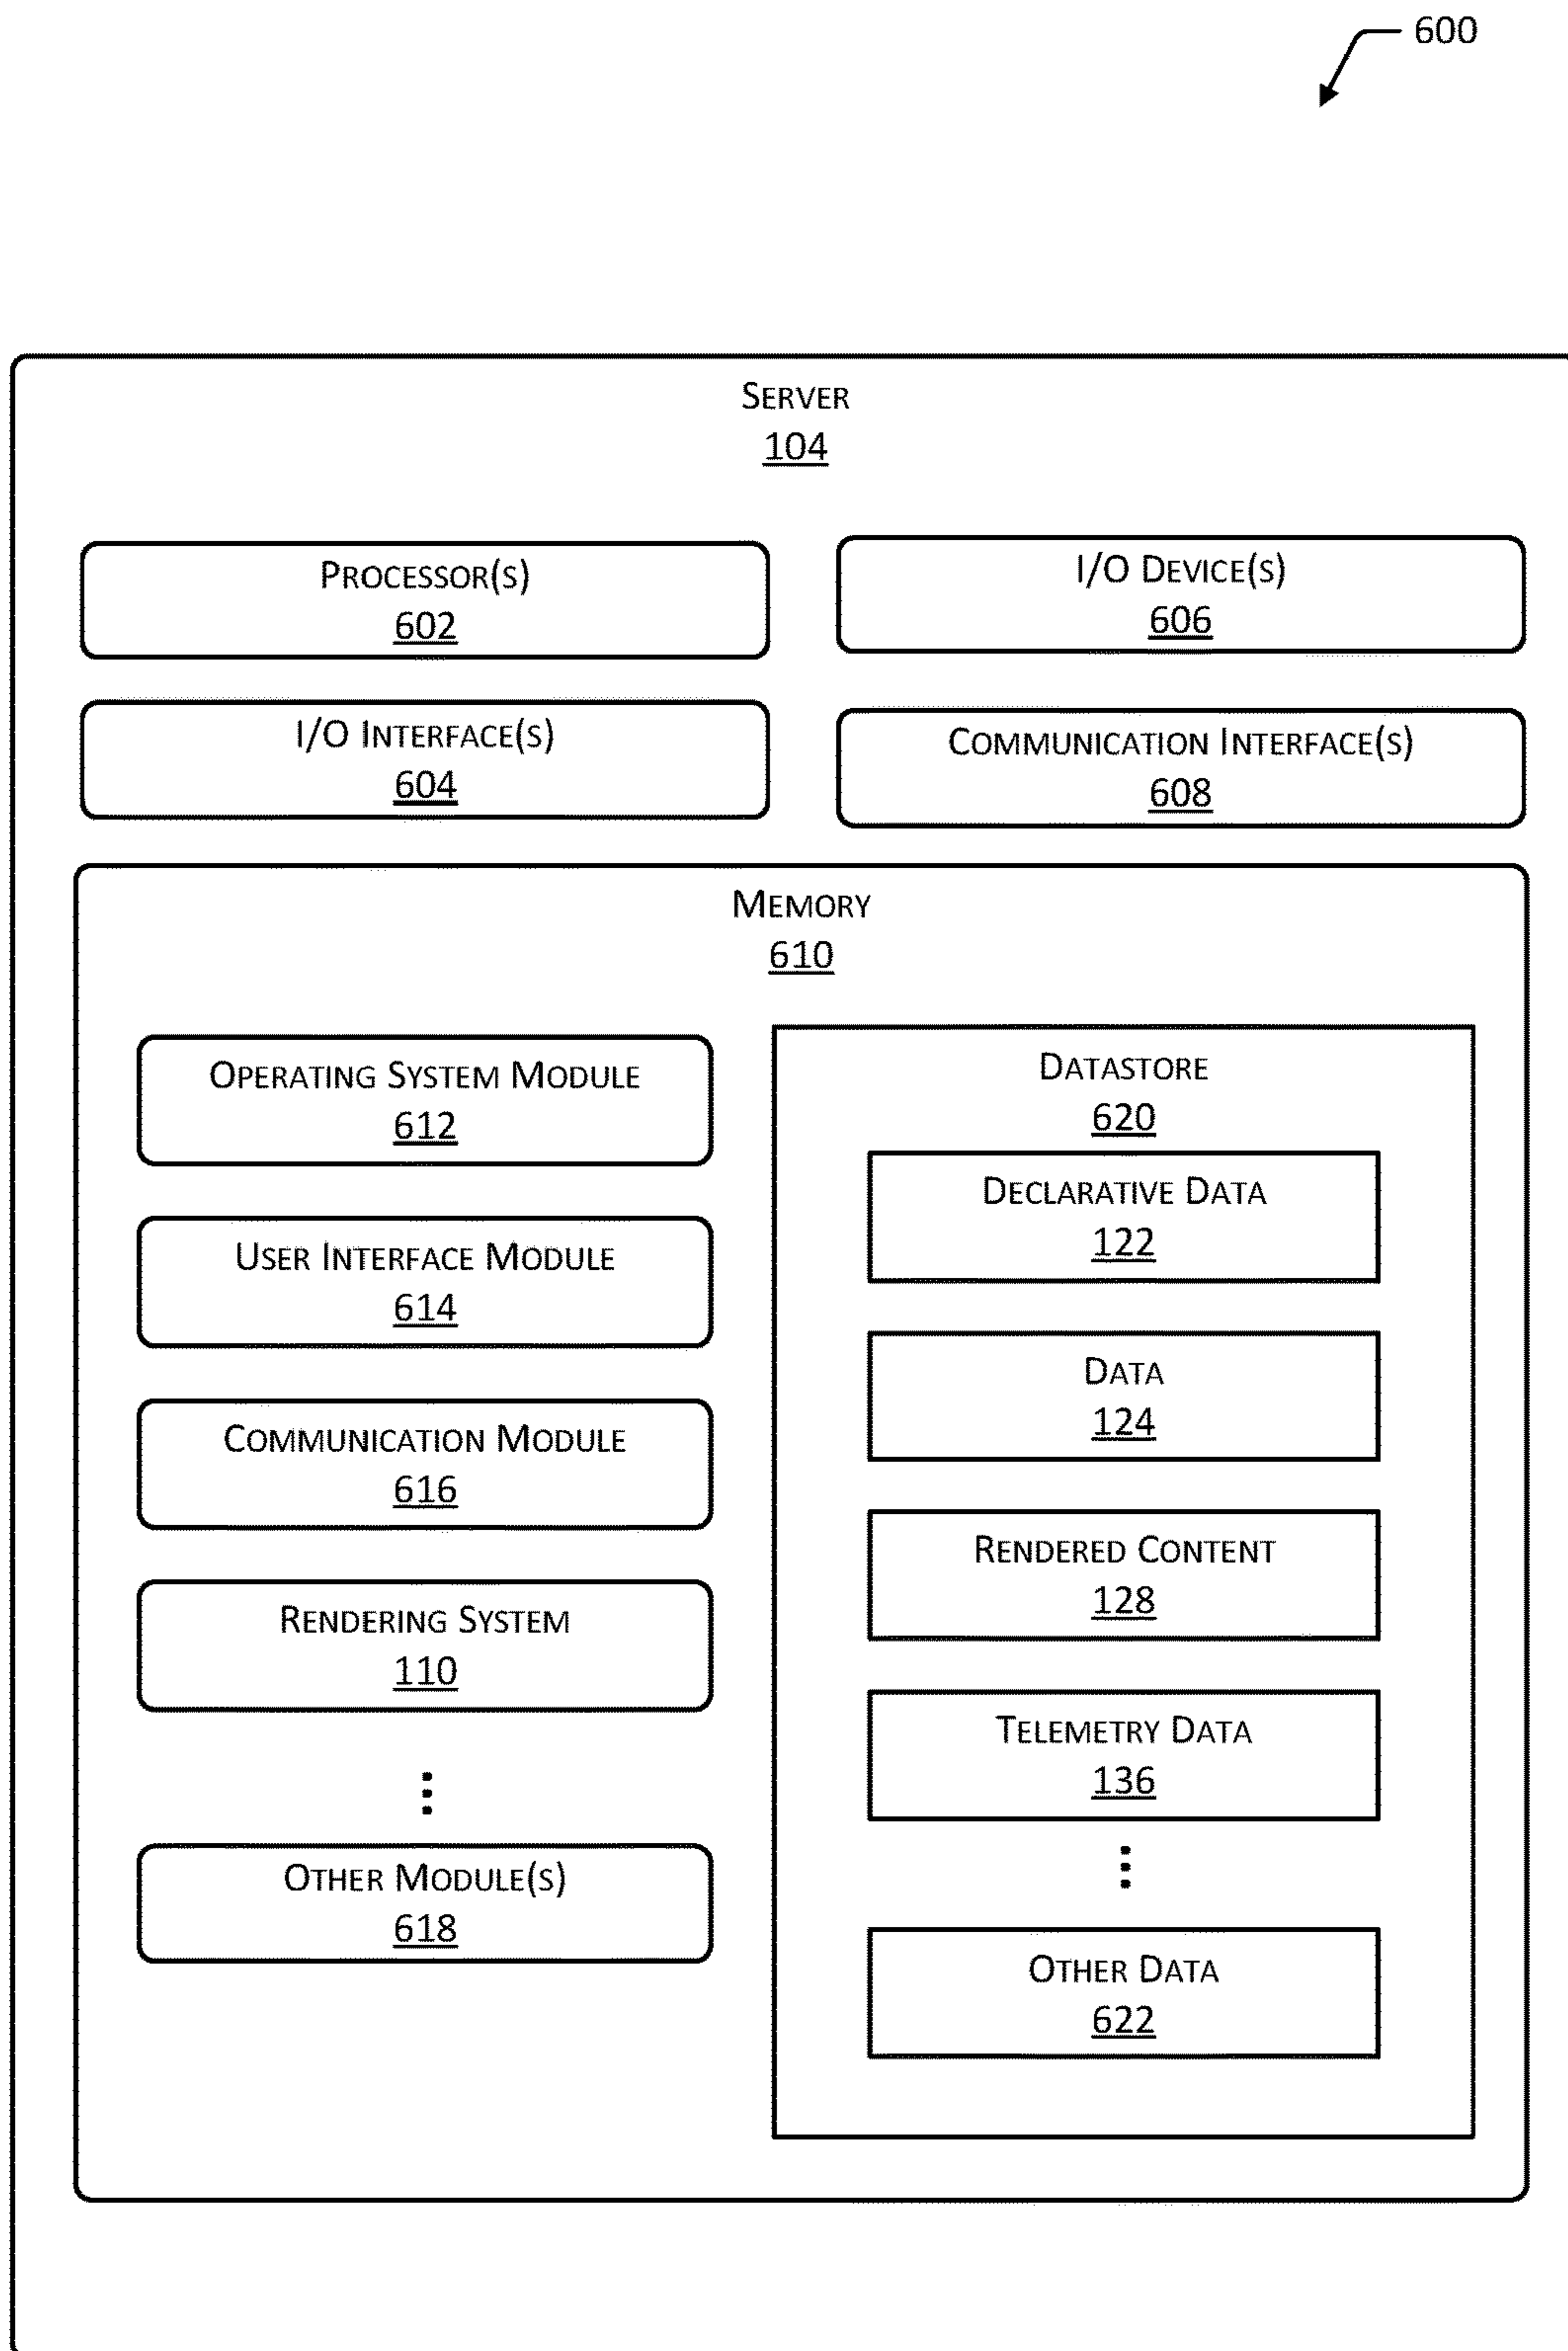 600
SERVER
104
PROCESSOR(S)
602
I/O DEVICE(S)
606
I/O INTERFACE(S)
604
COMMUNICATION INTERFACE(S)
608
MEMORY
610
OPERATING SYSTEM MODULE
612
USER INTERFACE MODULE
614
COMMUNICATION MODULE
616
RENDERING SYSTEM
110
OTHER MODULE(S)
618
DATASTORE
620
DECLARATIVE DATA
122
DATA
124
RENDERED CONTENT
128
TELEMETRY DATA
136
OTHER DATA
622